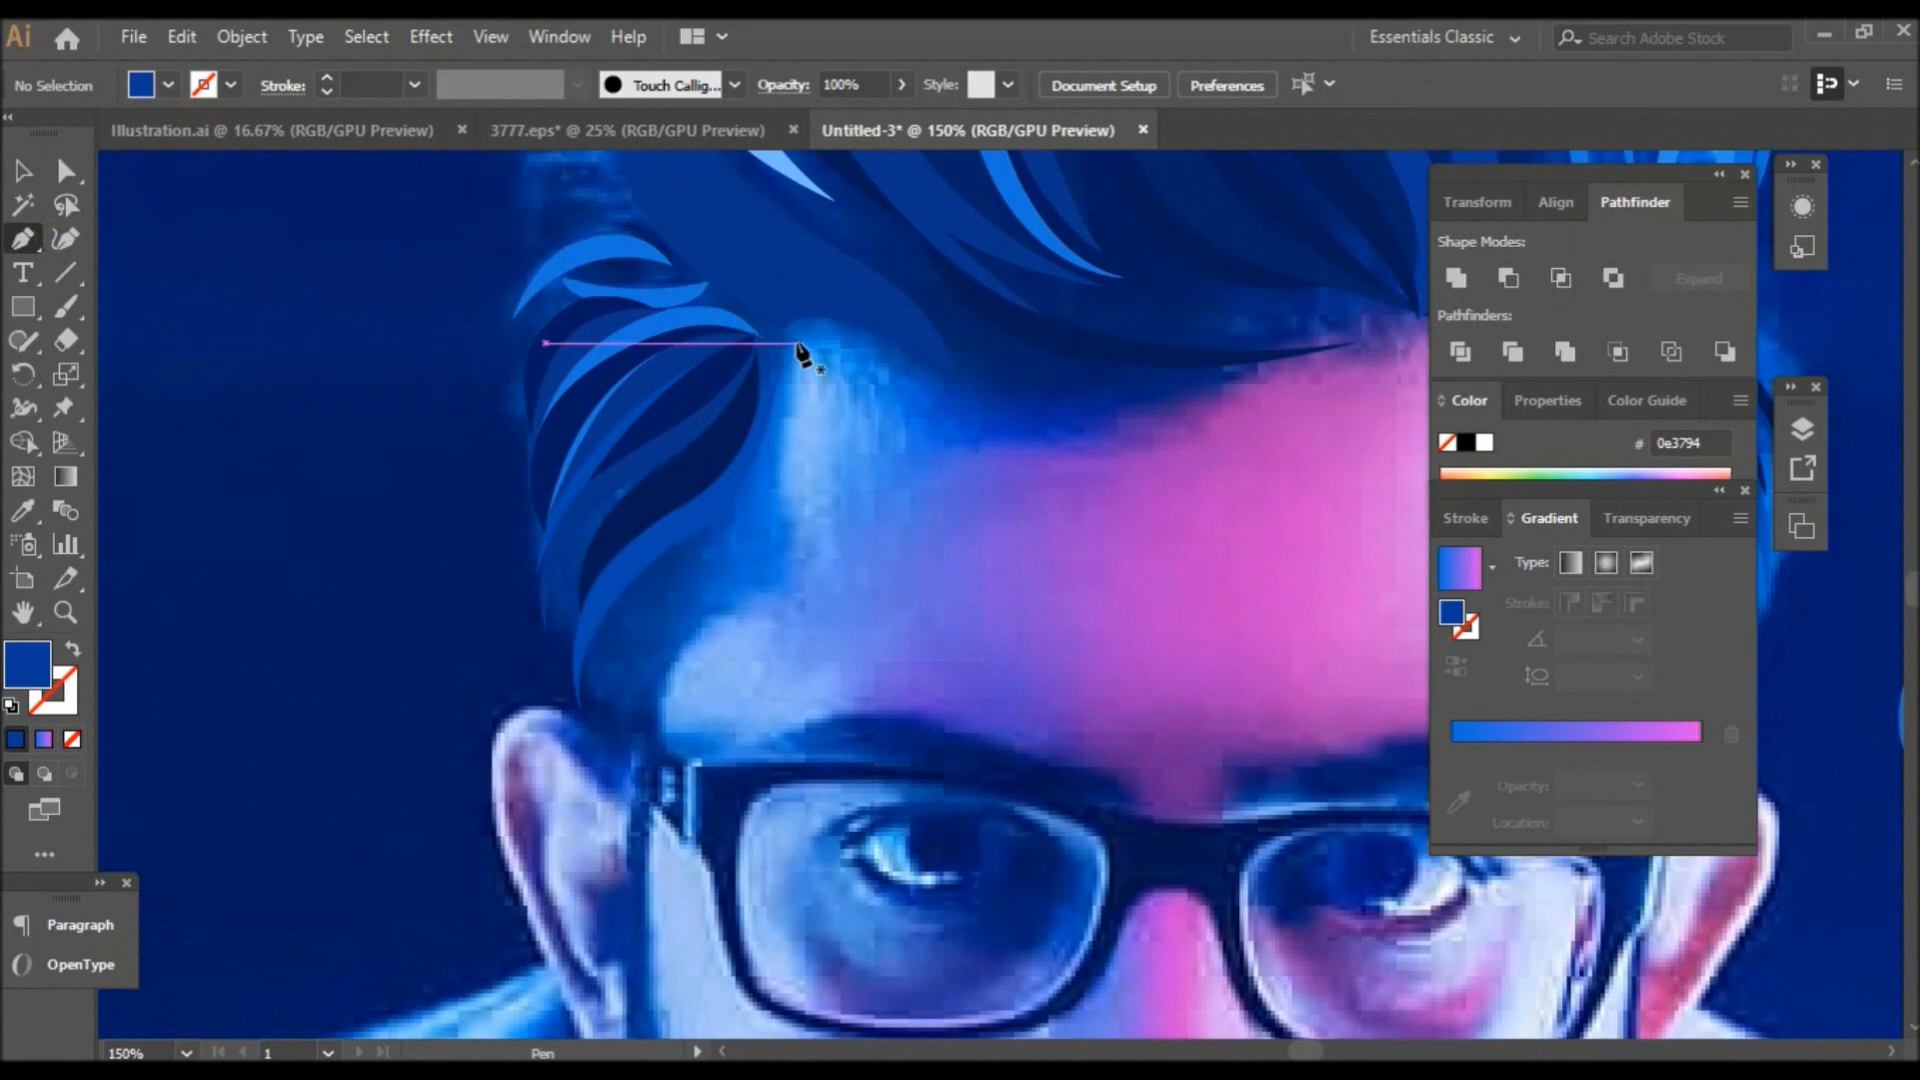 Ai File Edit Object Type Select Effect View Window Help Essentials Classic Search Adobe Stock
No Selection Stroke: Touch Callig... Opacity: 100% Style: Document Setup Preferences
Illustration.ai @ 16.67% (RGB/GPU Preview) × 3777.eps* @ 25% (RGB/GPU Preview) × Untitled-3* @ 150% (RGB/GPU Preview) ×
Transform Align Pathfinder
Shape Modes:
Expand
Pathfinders:
Color Properties Color Guide
# 0e3794
Stroke Gradient Transparency
Type:
Stroke:
Opacity:
Location:
Paragraph
OpenType
150% 1 Pen